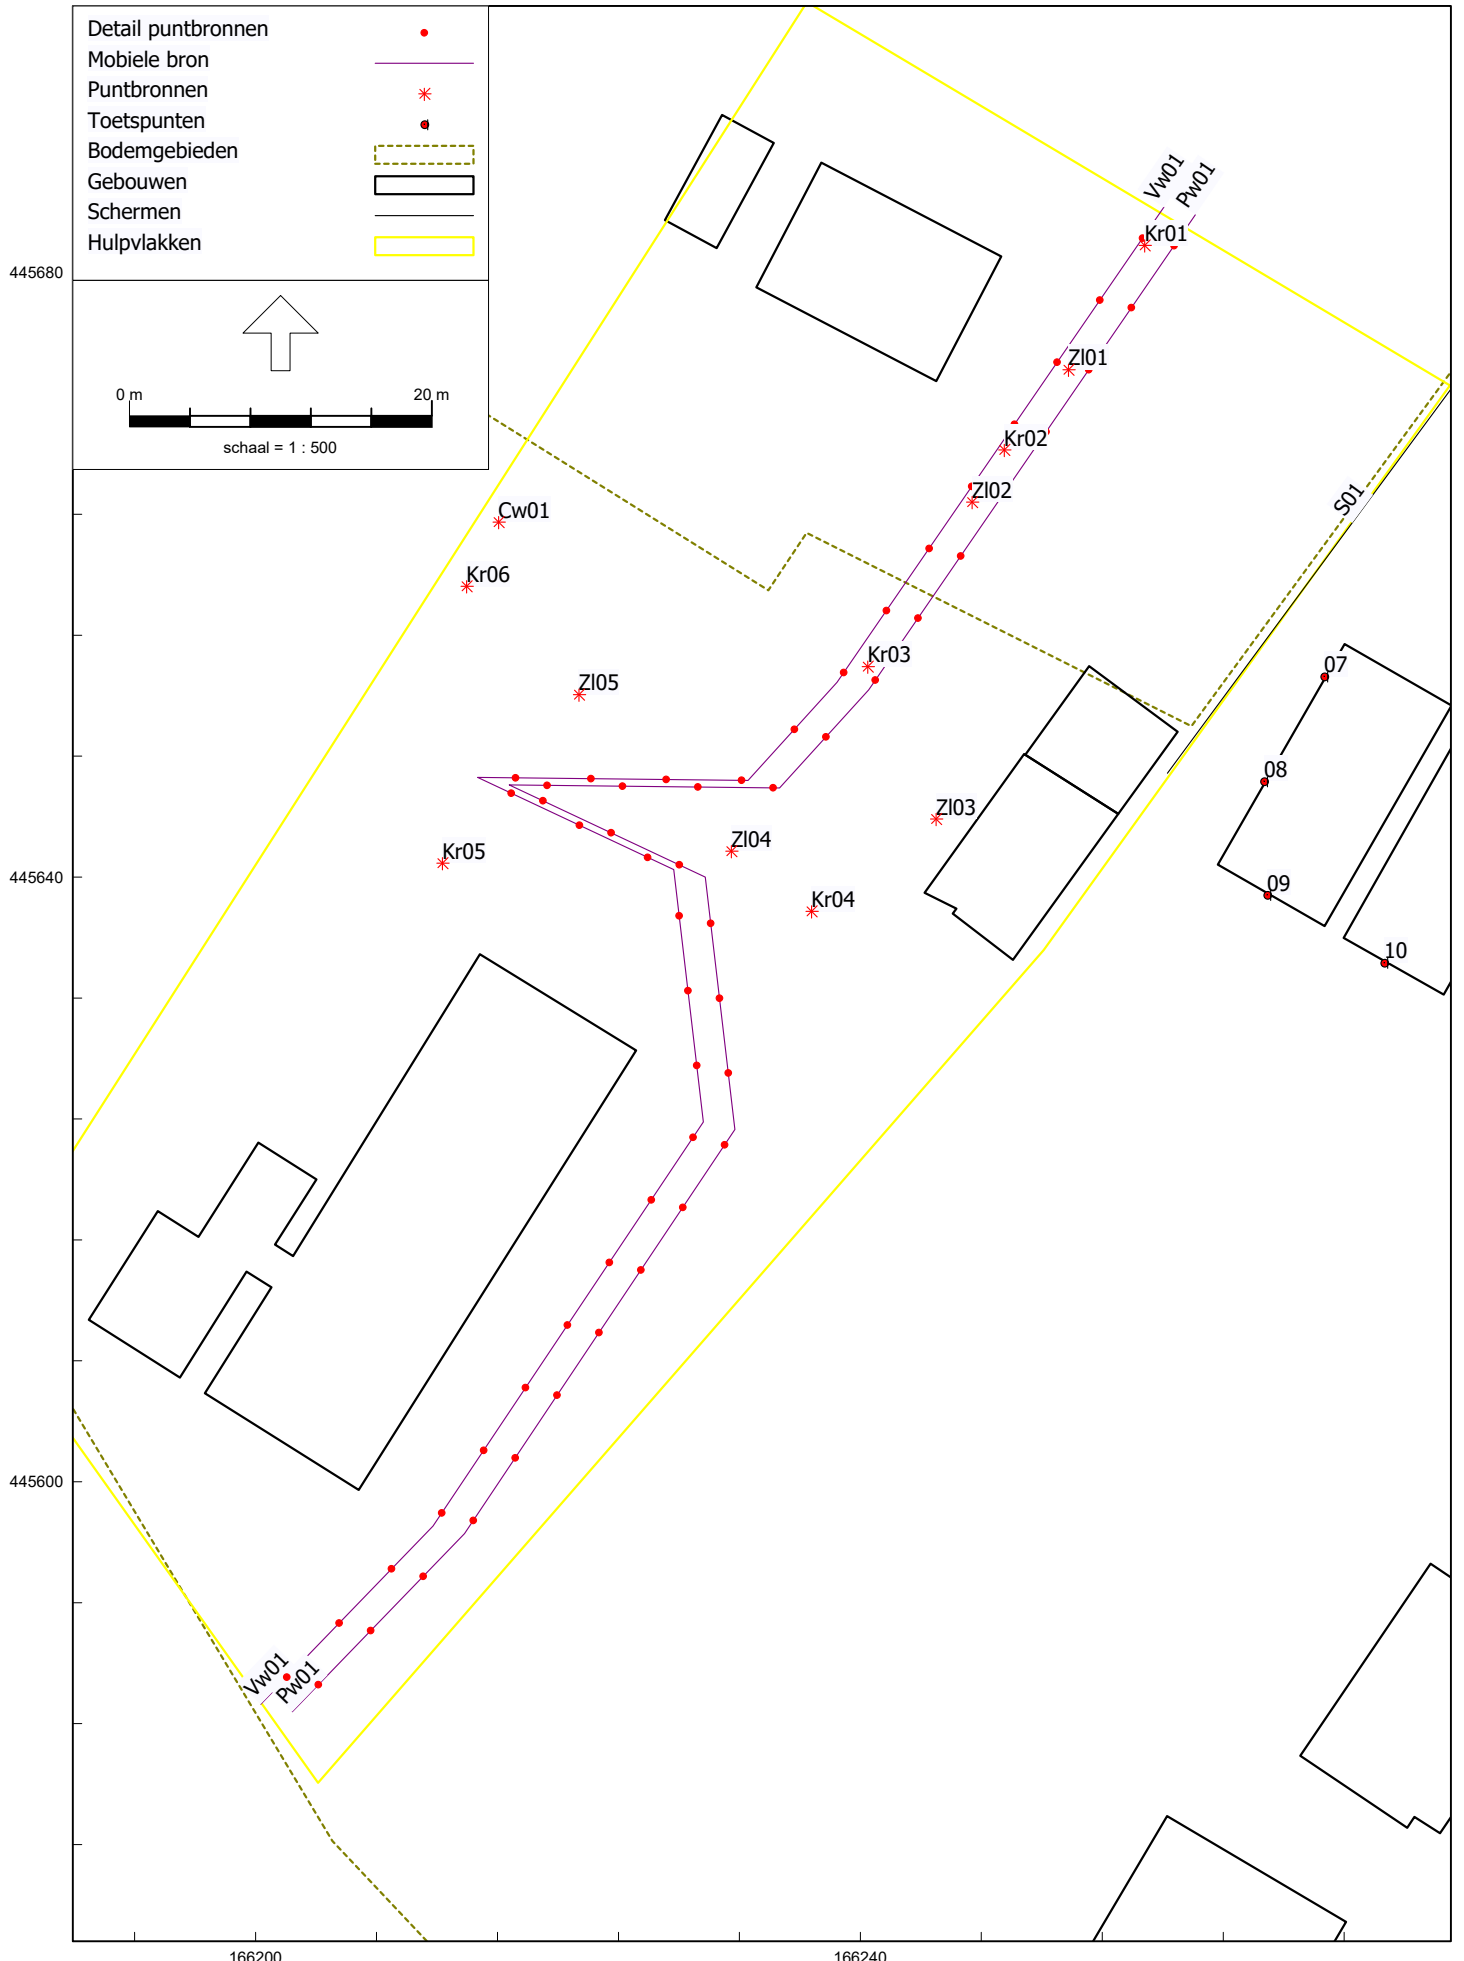 Detail puntbronnen
Mobiele bron
Puntbronnen
Toetspunten
Bodemgebieden
Gebouwen
Schermen
Hulpvlakken
0 m
20 m
schaal = 1 : 500
Vw01
Pw01
Kr01
445680
Zl01
Kr02
Zl02
S01
Cw01
Kr06
Kr03
07
Zl05
08
Zl03
Zl04
Kr05
445640
09
Kr04
10
445600
Vw01
Pw01
166200
166240